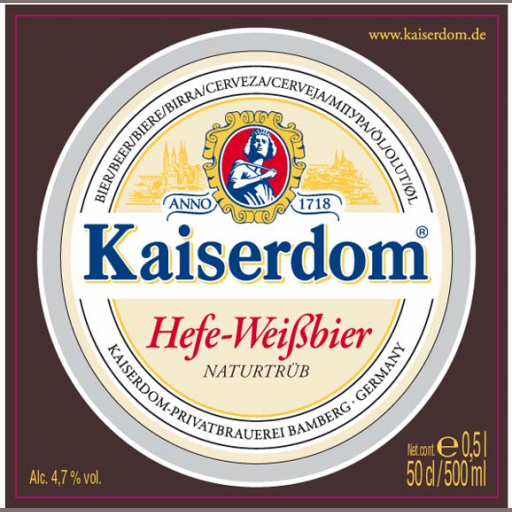 www.kaiserdom.de
BIER/BEER/BIERE/BIRRA/CERVEZA/CERVEJA/ΜΠΥΡΑ/ÖL/OLUT/ØL
ANNO 1718
Kaiserdom®
Hefe-Weißbier
NATURTRÜB
KAISERDOM-PRIVATBRAUEREI BAMBERG · GERMANY
Alc. 4,7 % vol.
Net.cont. ℮ 0,5 l
50 cl/500 ml